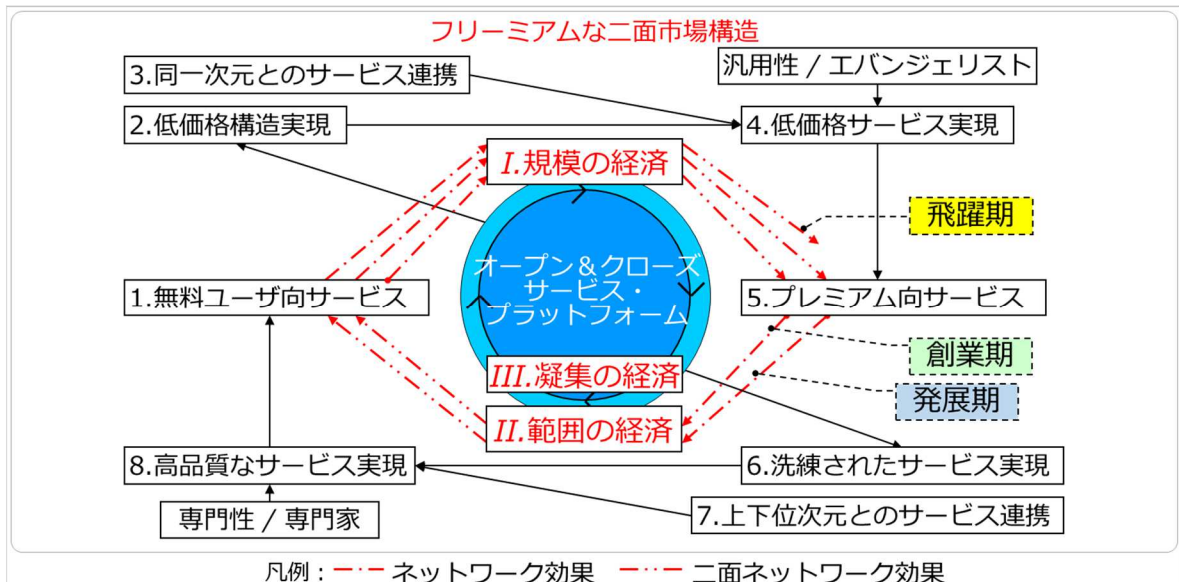 フリーミアムな二面市場構造
3.同一次元とのサービス連携
汎用性 / エバンジェリスト
2.低価格構造実現
4.低価格サービス実現
I.規模の経済
飛躍期
オープン＆クローズ
サービス・
プラットフォーム
1.無料ユーザ向サービス
5.プレミアム向サービス
創業期
III.凝集の経済
発展期
II.範囲の経済
8.高品質なサービス実現
6.洗練されたサービス実現
専門性 / 専門家
7.上下位次元とのサービス連携
凡例：ネットワーク効果 二面ネットワーク効果